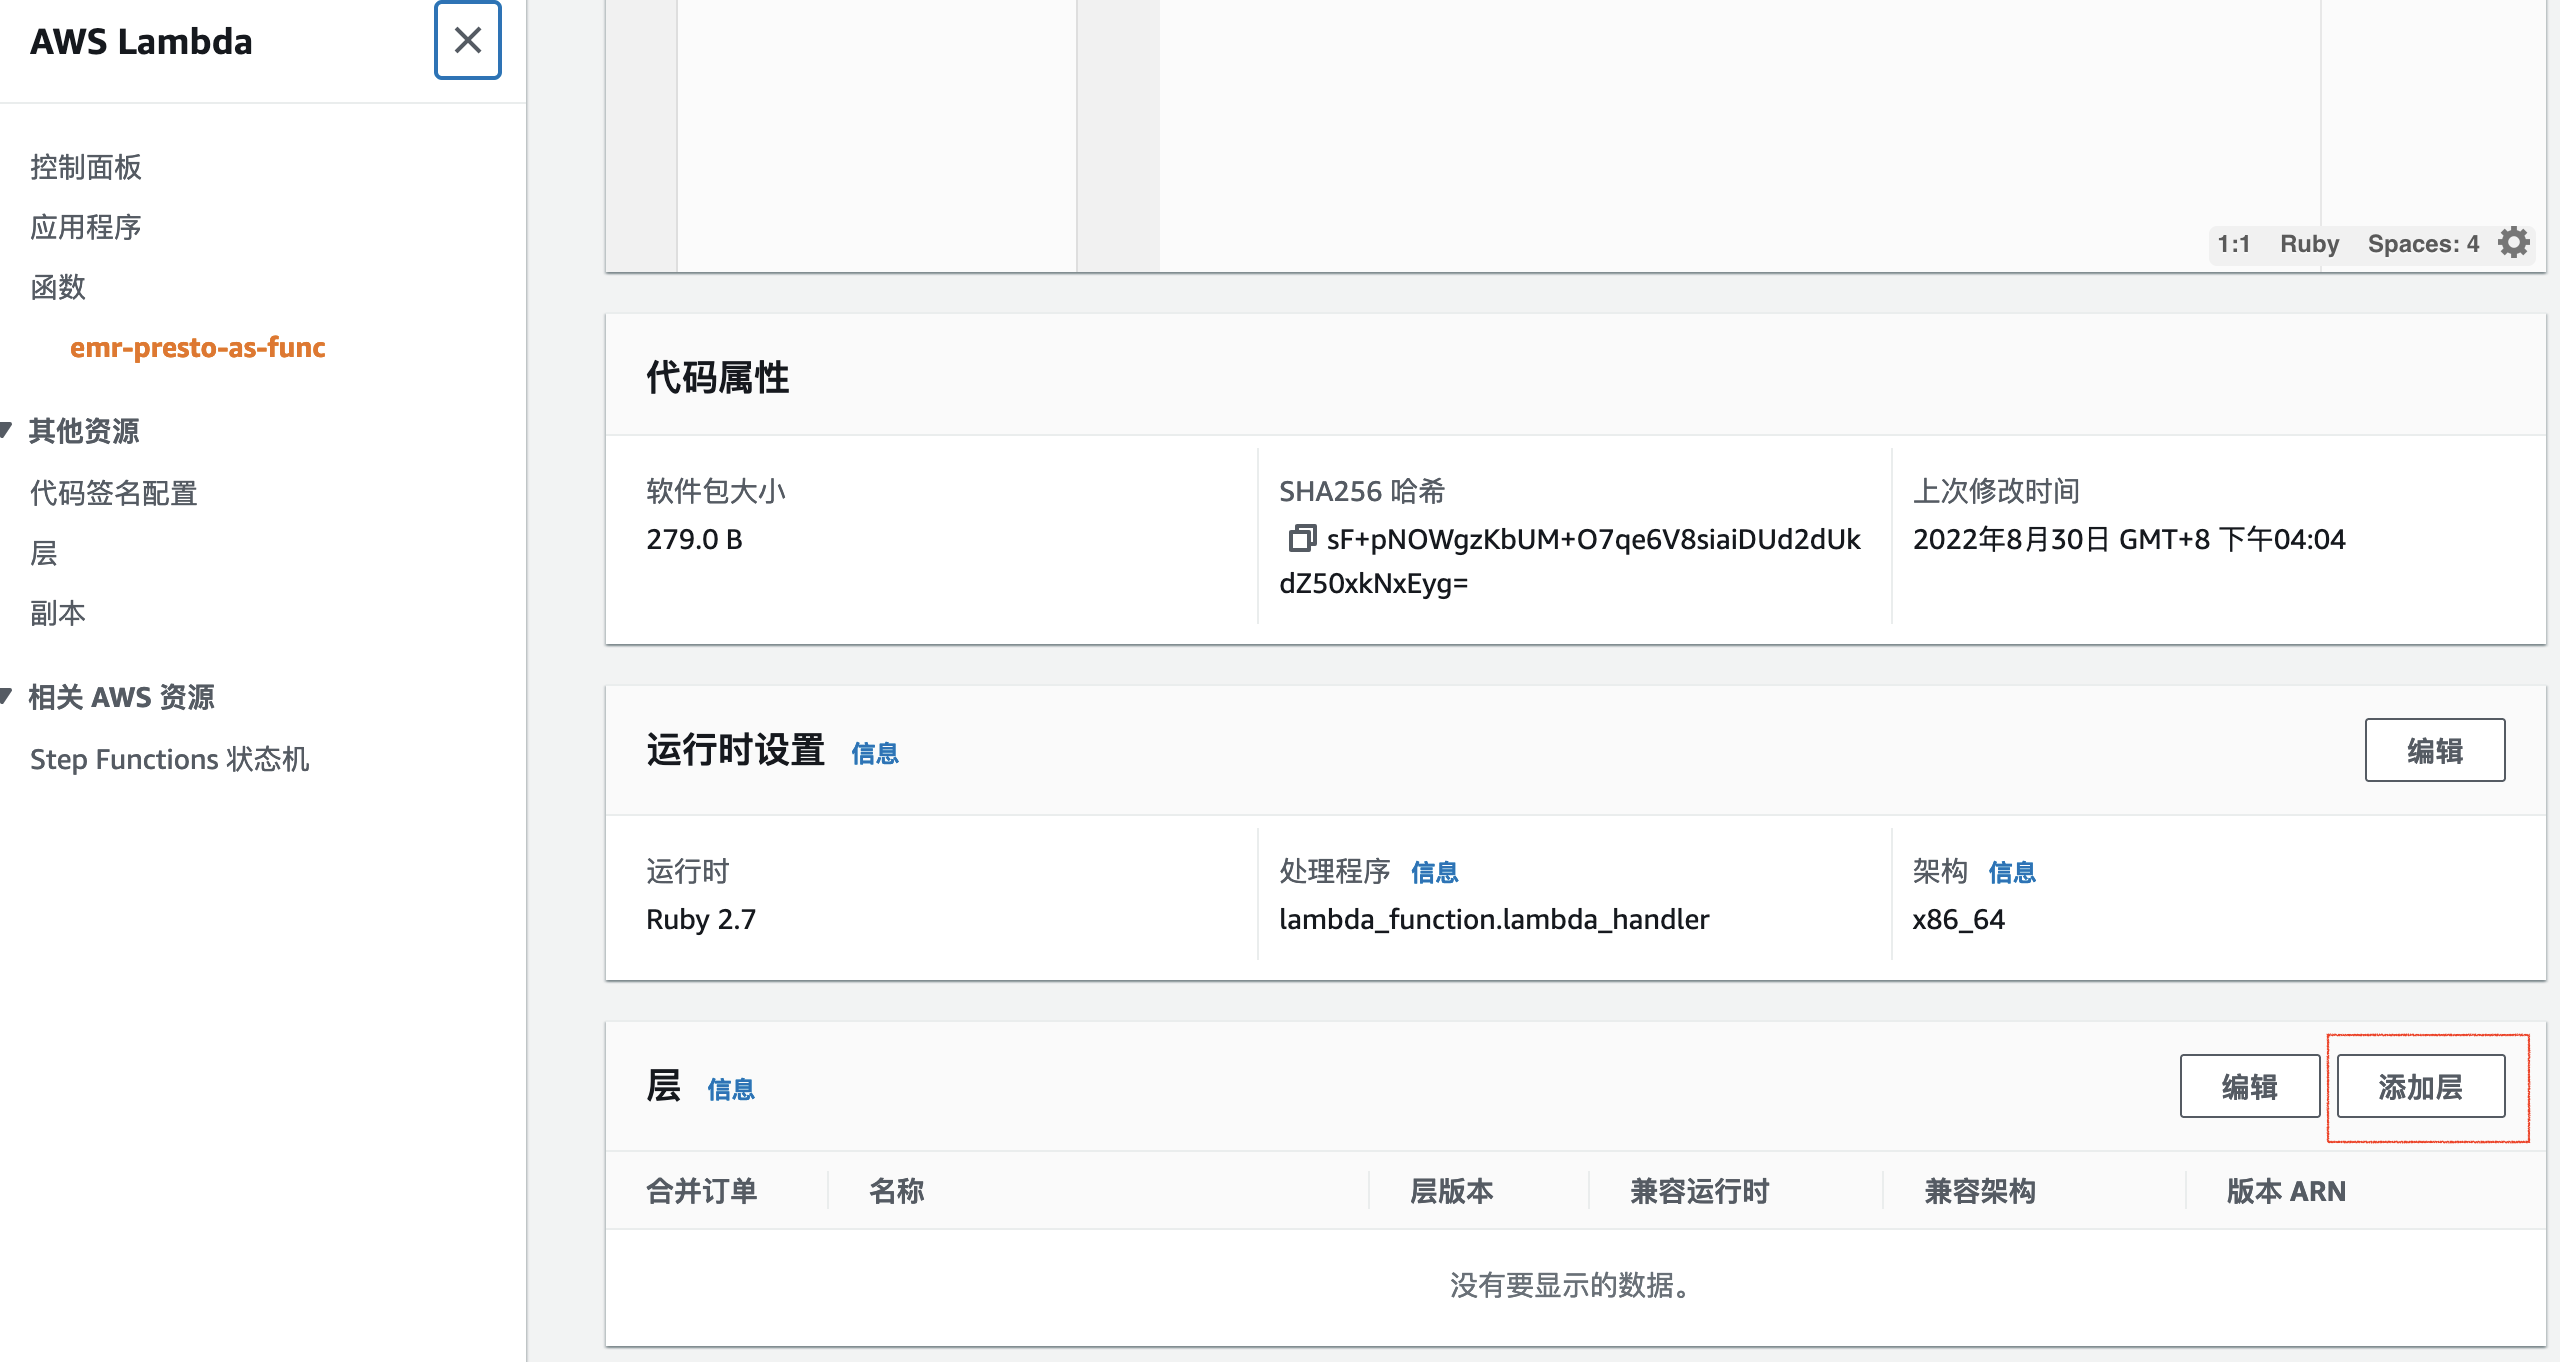 AWS Lambda
控制面板
应用程序
函数
emr-presto-as-func
其他资源
代码签名配置
层
副本
相关 AWS 资源
Step Functions 状态机
1:1 Ruby Spaces: 4
代码属性
软件包大小
279.0 B
SHA256 哈希
sF+pNOWgzKbUM+O7qe6V8siaiDUd2dUk
dZ50xkNxEyg=
上次修改时间
2022年8月30日 GMT+8 下午04:04
运行时设置 信息
编辑
运行时
Ruby 2.7
处理程序 信息
lambda_function.lambda_handler
架构 信息
x86_64
层 信息
编辑 添加层
合并订单 名称 层版本 兼容运行时 兼容架构 版本 ARN
没有要显示的数据。